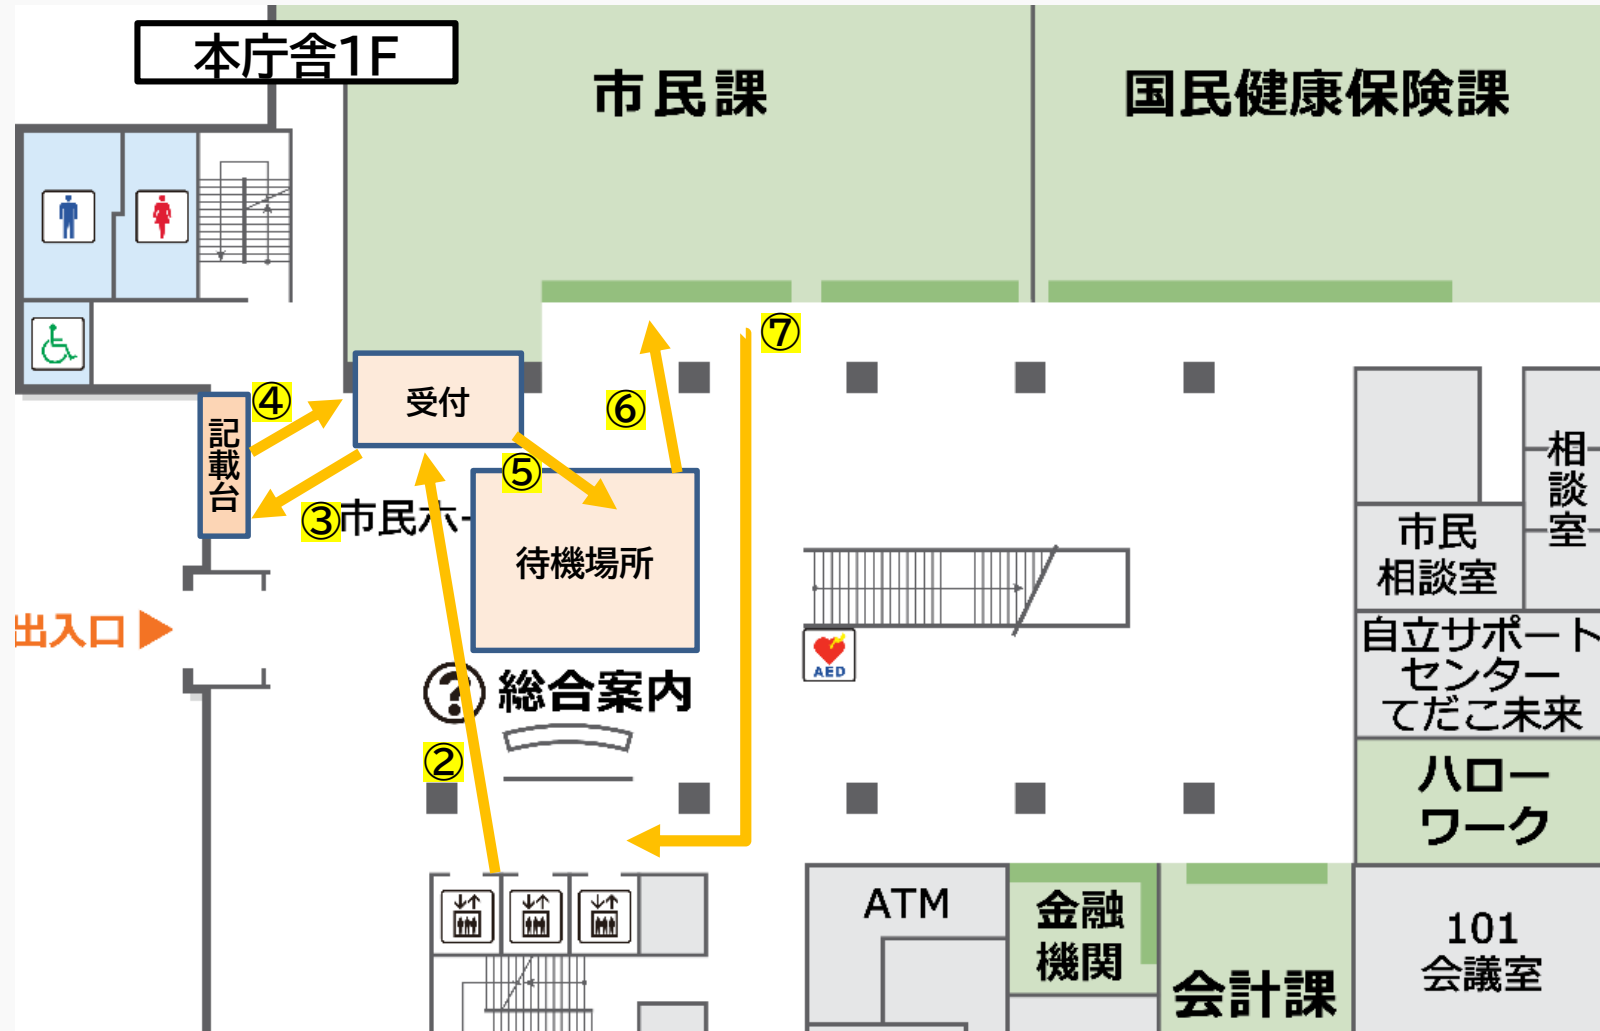 本庁舎1F
市民課
国民健康保険課
⑦
④
受付
⑥
記載台
⑤
③
市民ホー
待機場所
相談室
市民
相談室
出入口
AED
自立サポート
センター
てだこ未来
?
総合案内
②
ハロー
ワーク
ATM
金融
機関
会計課
101
会議室